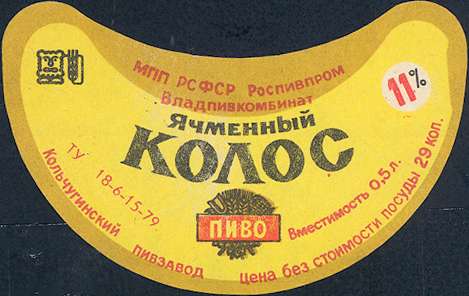 МПП РСФСР Роспивпром
Владпивкомбинат
11%
Ячменный
КОЛОС
ПИВО
ТУ 18-6-15-79
Вместимость 0,5 л.
Кольчугинский пивзавод
цена без стоимости посуды 29 коп.